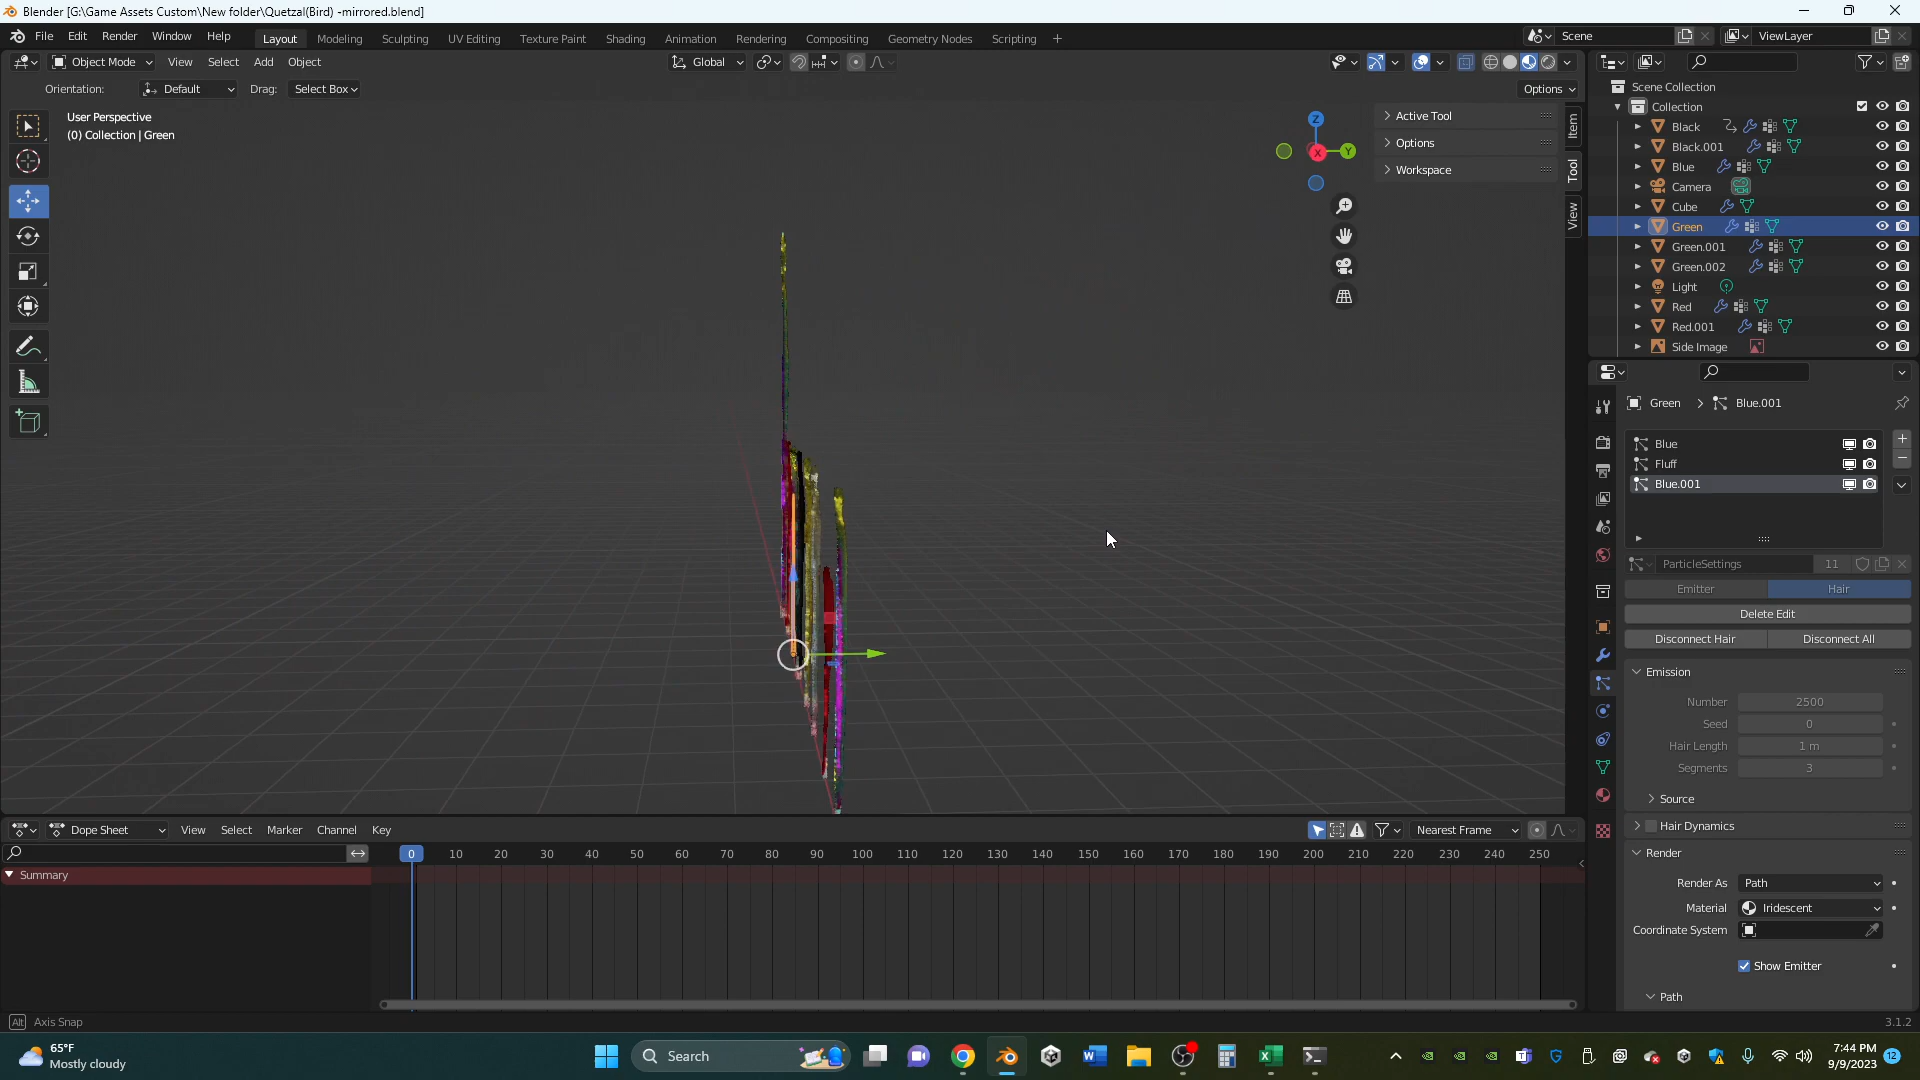 Blender [G:\Game Assets Custom\New folder\Quetzal(Bird) -mirrored.blend]
File Edit Render Window Help Layout Modeling Sculpting UV Editing Texture Paint Shading Animation Rendering Compositing Geometry Nodes Scripting + Scene ViewLayer
Object Mode View Select Add Object Global
Orientation: Default Drag: Select Box Options
User Perspective
(0) Collection | Green
Z
Y
X
Active Tool
Options
Workspace
Item
Tool
View
Scene Collection
Collection
Black
Black.001
Blue
Camera
Cube
Green
Green.001
Green.002
Light
Red
Red.001
Side Image
Green > Blue.001
Blue
Fluff
Blue.001
ParticleSettings 11
Emitter Hair
Delete Edit
Disconnect Hair Disconnect All
Emission
Number 2500
Seed 0
Hair Length 1 m
Segments 3
Source
Hair Dynamics
Render
Render As Path
Material Iridescent
Coordinate System
Show Emitter
Path
Dope Sheet View Select Marker Channel Key Nearest Frame
0 10 20 30 40 50 60 70 80 90 100 110 120 130 140 150 160 170 180 190 200 210 220 230 240 250
Summary
Alt Axis Snap 3.1.2
65°F
Mostly cloudy
Search
7:44 PM
9/9/2023
12